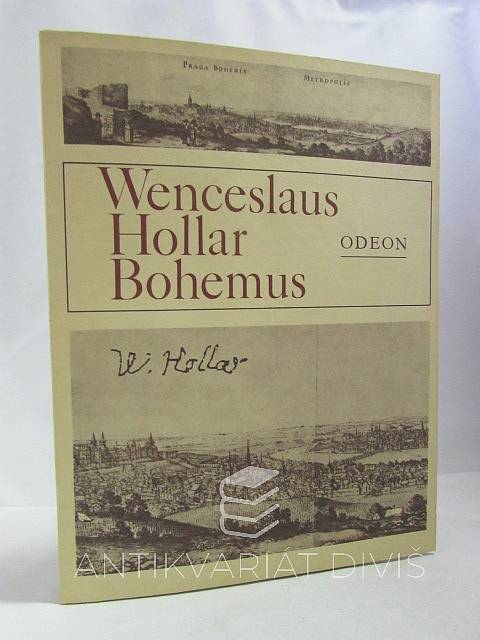 PRAGA BOHEMIÆ METROPOLIS
Wenceslaus
Hollar
Bohemus
ODEON
W. Hollar
ANTIKVARIÁT DIVIŠ